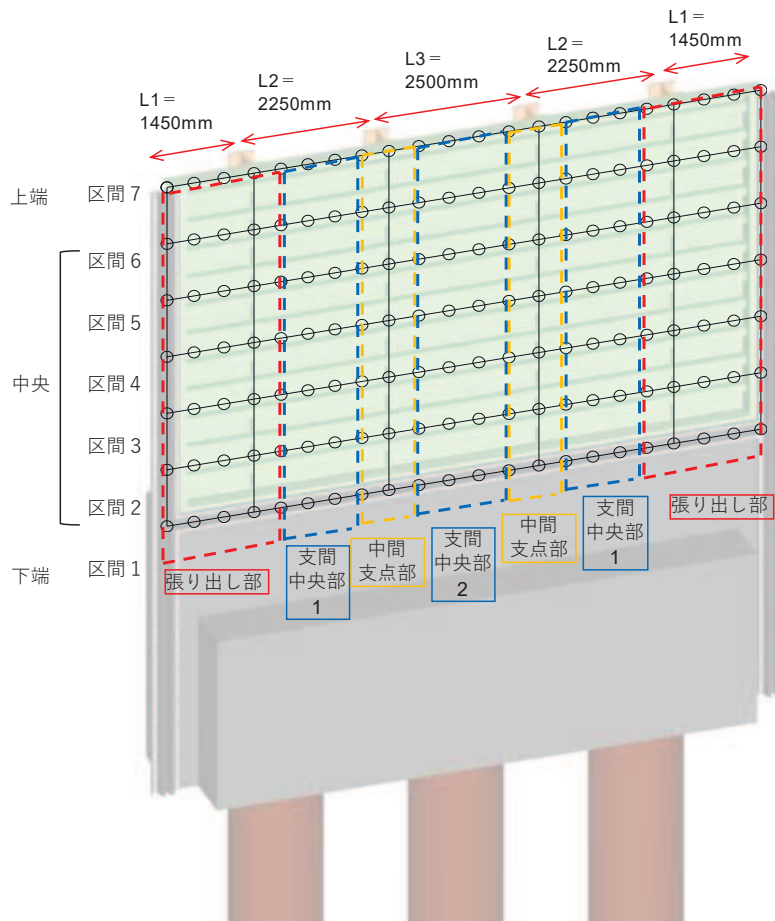 L1＝
1450mm
L2＝
2250mm
L3＝
2500mm
L2＝
2250mm
L1＝
1450mm
上端
区間 7
区間 6
区間 5
中央
区間 4
区間 3
区間 2
下端
区間 1
張り出し部
支間
中央部
1
中間
支点部
支間
中央部
2
中間
支点部
支間
中央部
1
張り出し部